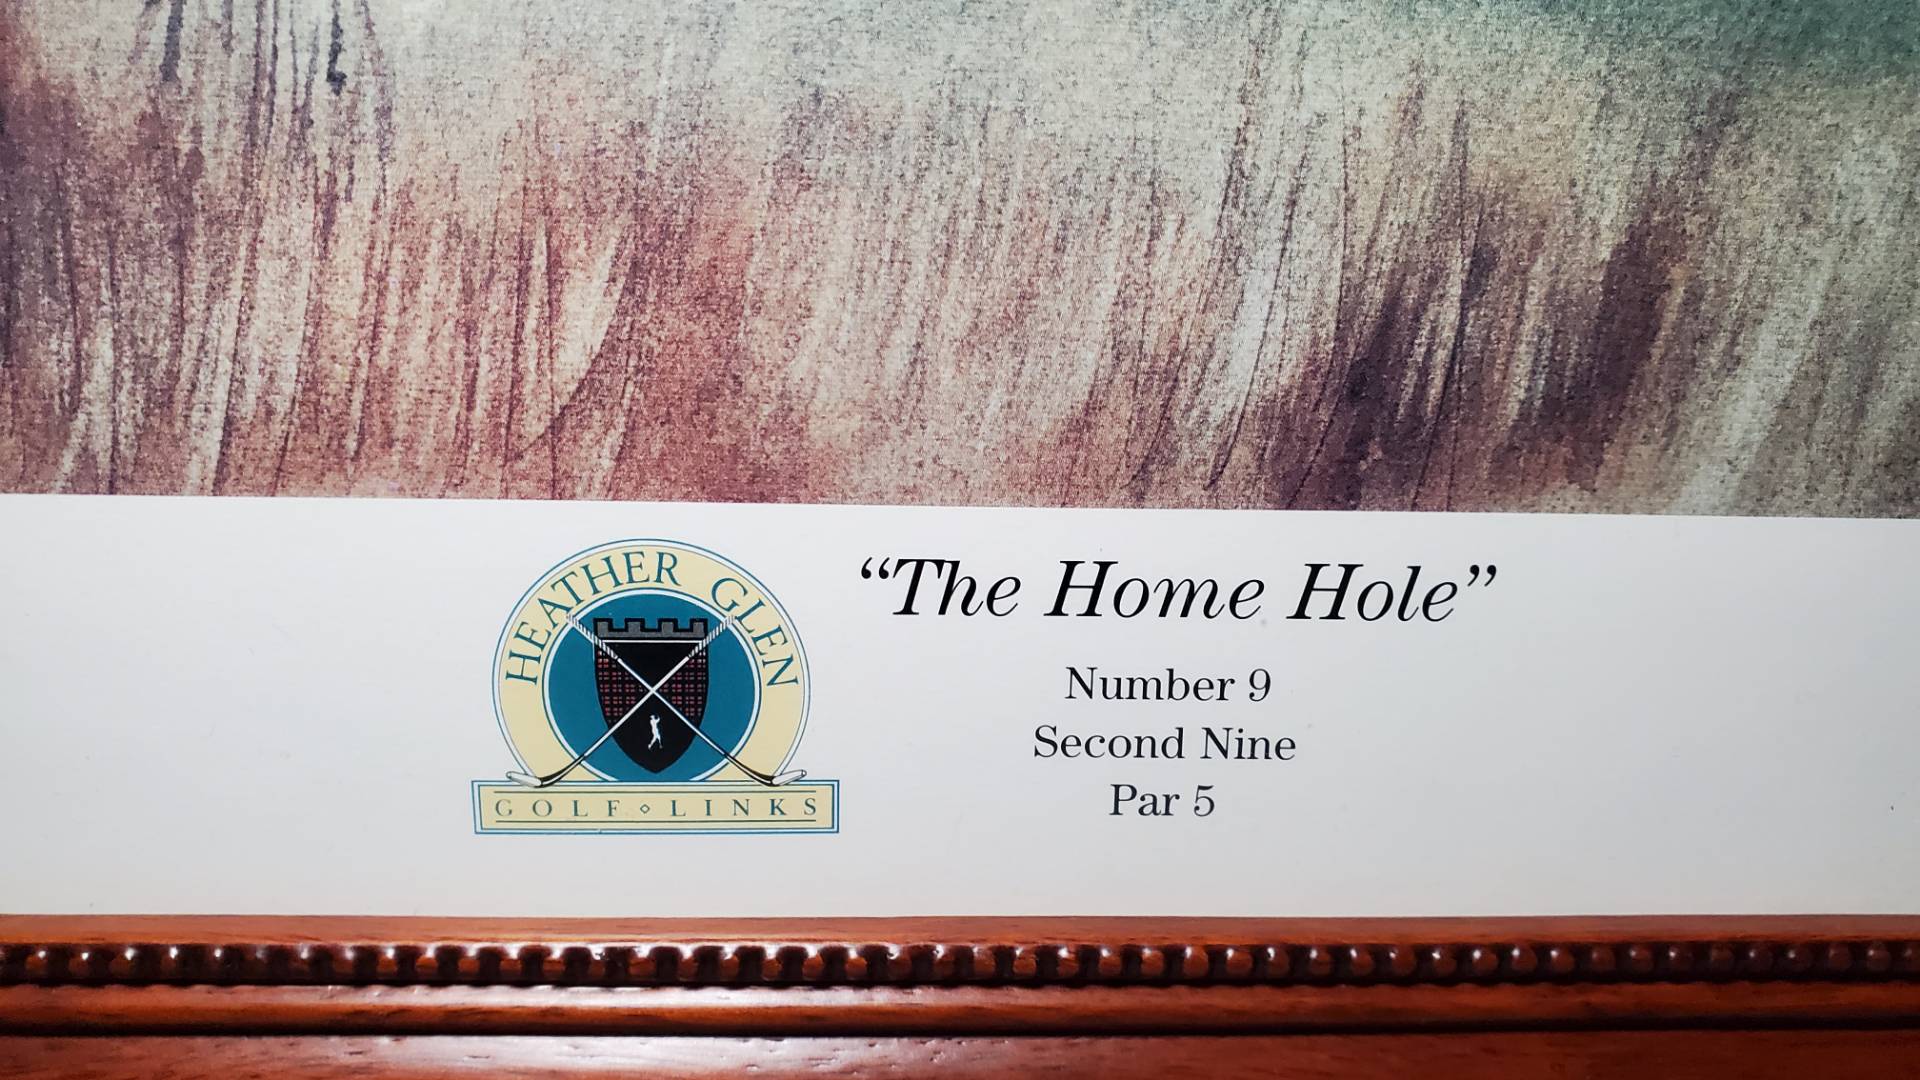 HEATHER GLEN
GOLF ⋄ LINKS
“The Home Hole”
Number 9
Second Nine
Par 5